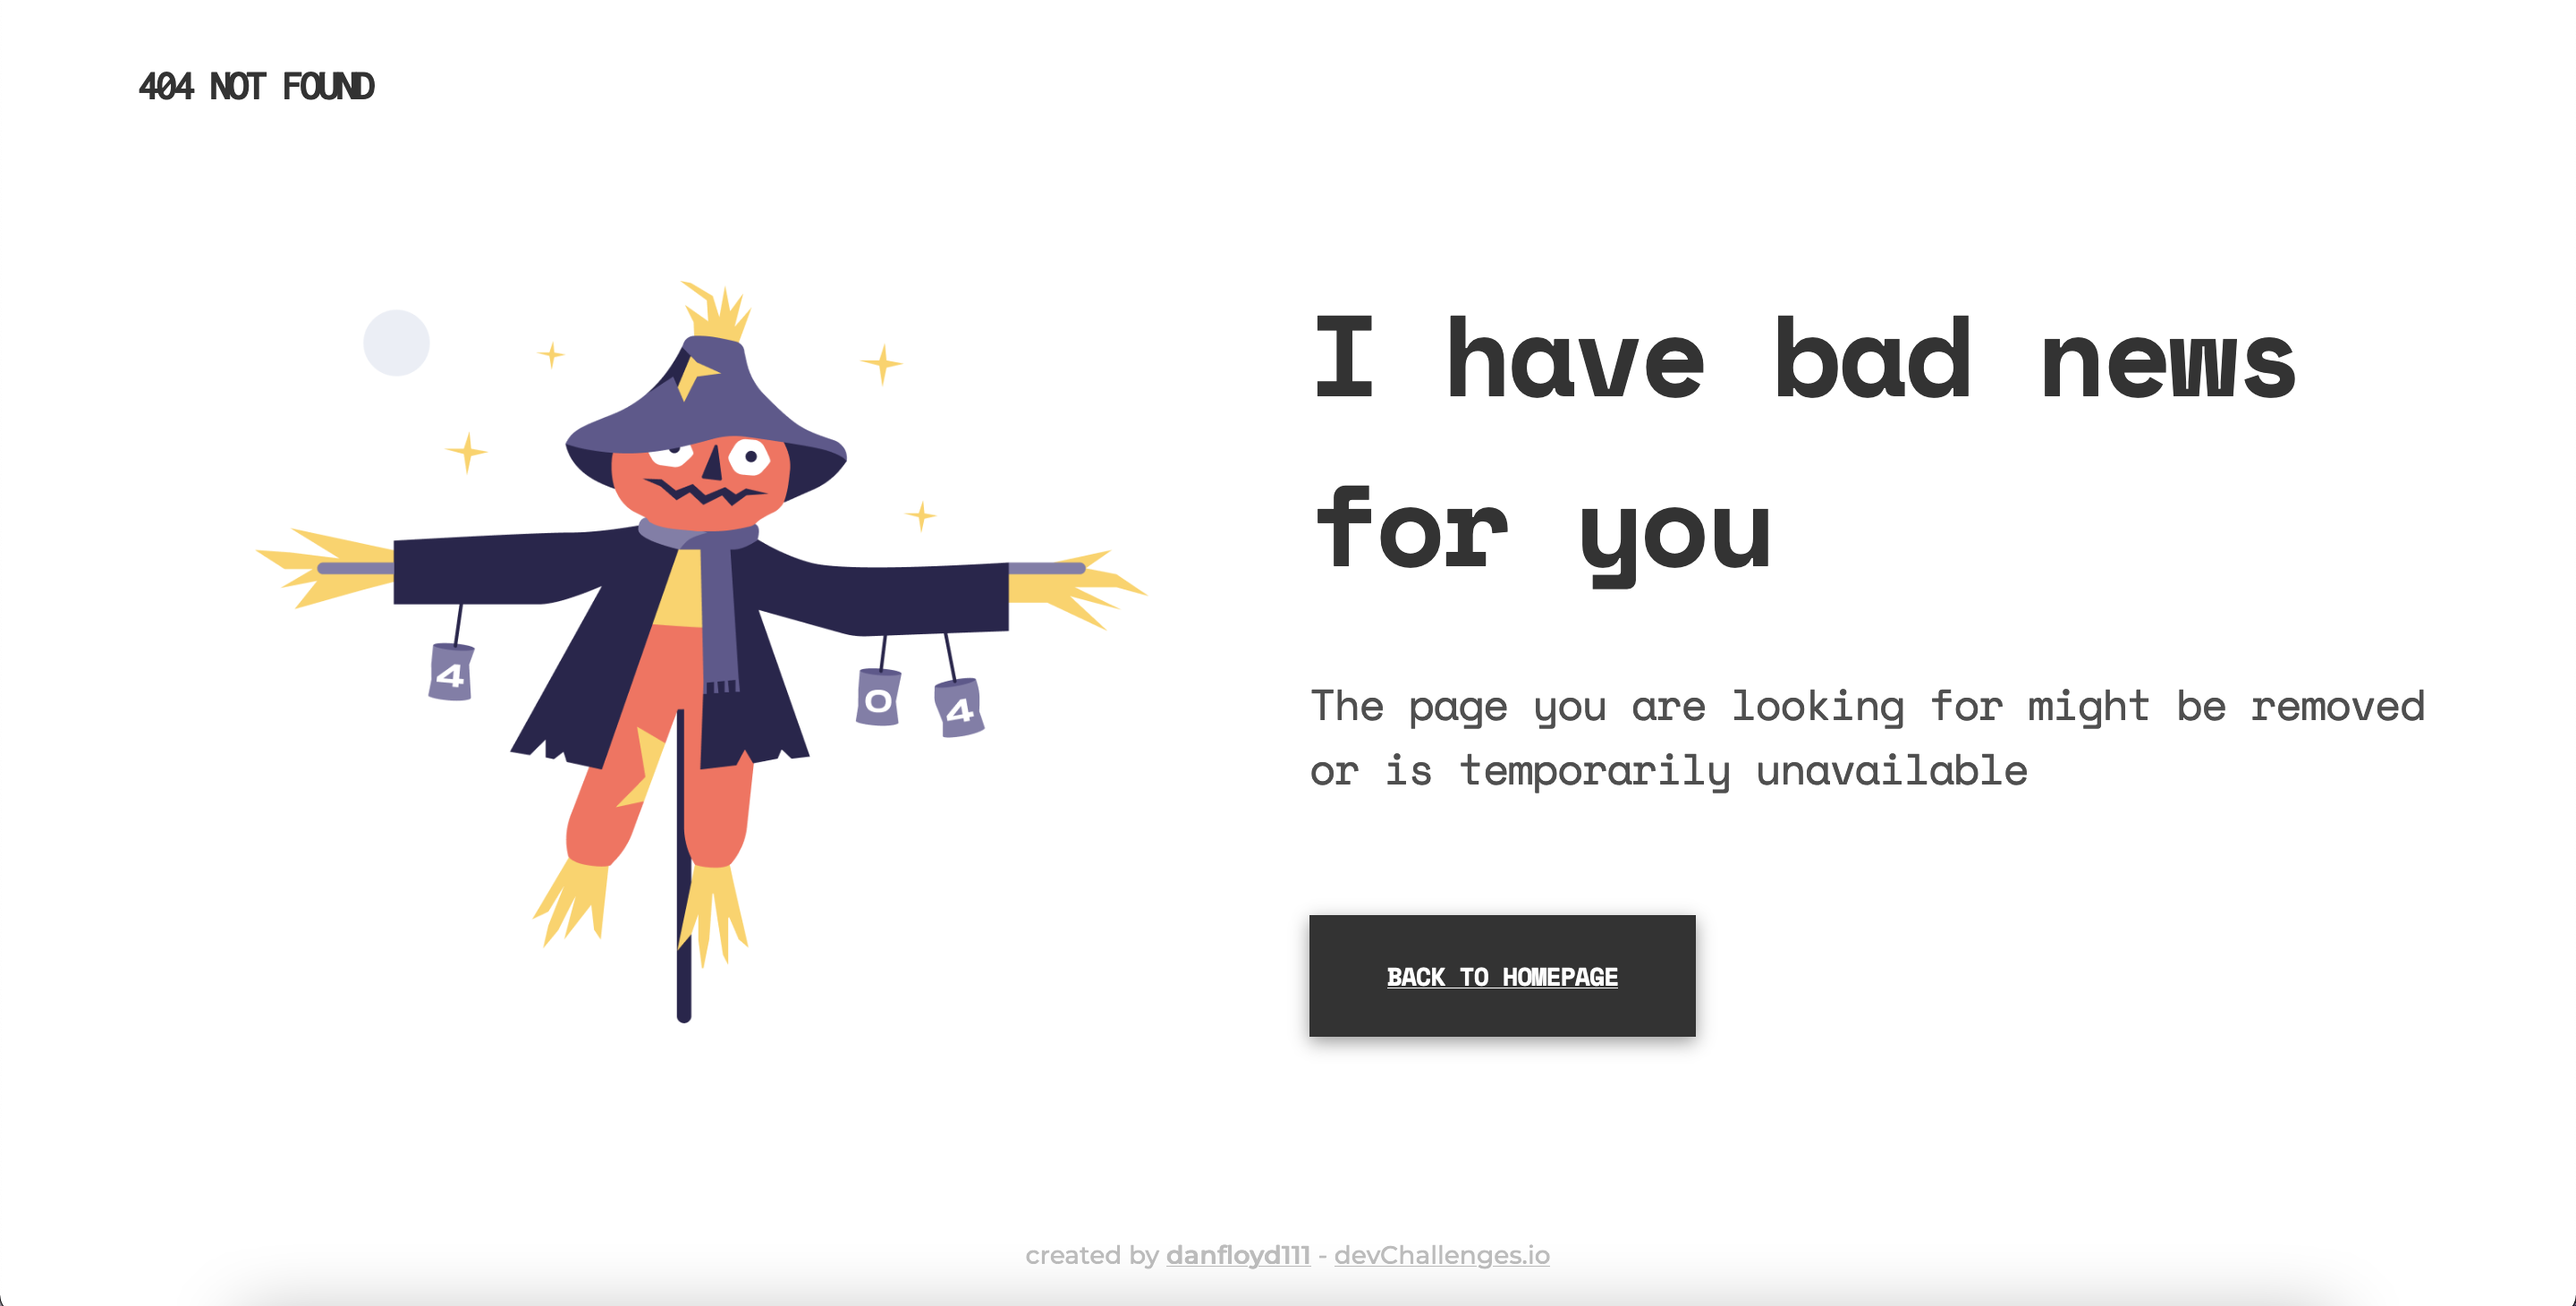 404 NOT FOUND
4
0
4
I have bad news
for you
The page you are looking for might be removed
or is temporarily unavailable
BACK TO HOMEPAGE
created by danfloyd111 - devChallenges.io